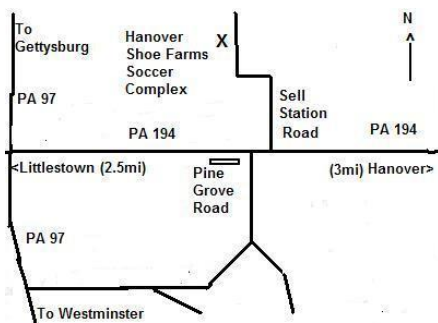 To
Gettysburg
Hanover
Shoe Farms
Soccer
Complex
X
N
PA 97
Sell
Station
Road
PA 194
PA 194
<Littlestown (2.5mi)
Pine
Grove
Road
(3mi) Hanover>
PA 97
To Westminster